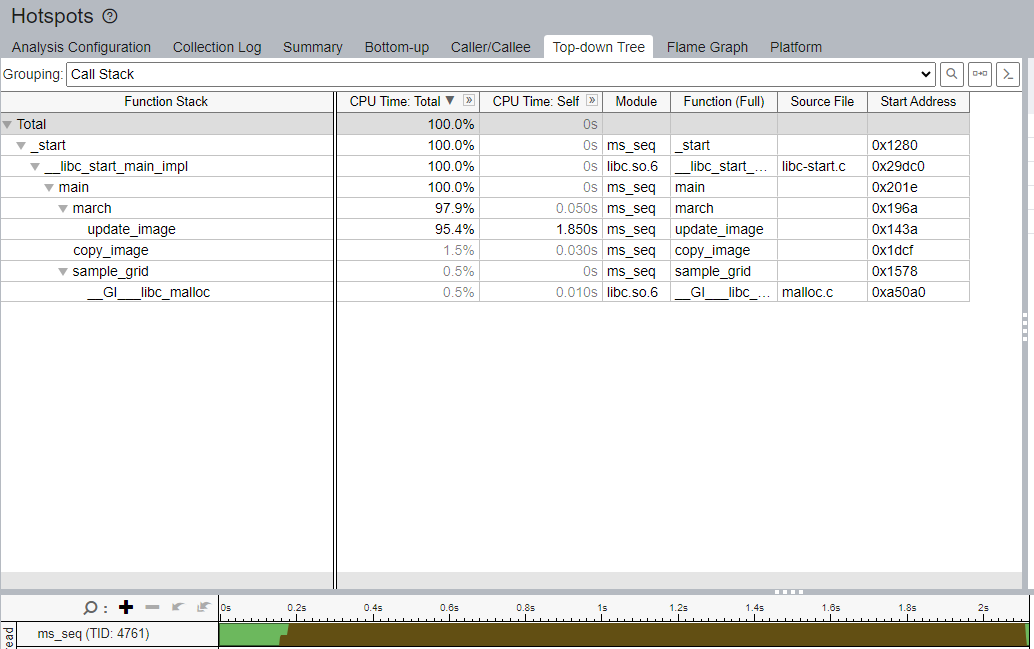 Hotspots ?
Analysis Configuration Collection Log Summary Bottom-up Caller/Callee Top-down Tree Flame Graph Platform
Grouping: Call Stack
Function Stack CPU Time: Total ▼ » CPU Time: Self » Module Function (Full) Source File Start Address
Total 100.0% 0s
_start 100.0% 0s ms_seq _start 0x1280
__libc_start_main_impl 100.0% 0s libc.so.6 __libc_start_... libc-start.c 0x29dc0
main 100.0% 0s ms_seq main 0x201e
march 97.9% 0.050s ms_seq march 0x196a
update_image 95.4% 1.850s ms_seq update_image 0x143a
copy_image 1.5% 0.030s ms_seq copy_image 0x1dcf
sample_grid 0.5% 0s ms_seq sample_grid 0x1578
__GI___libc_malloc 0.5% 0.010s libc.so.6 __GI___libc_... malloc.c 0xa50a0
: + − 0s 0.2s 0.4s 0.6s 0.8s 1s 1.2s 1.4s 1.6s 1.8s 2s
ms_seq (TID: 4761)
read